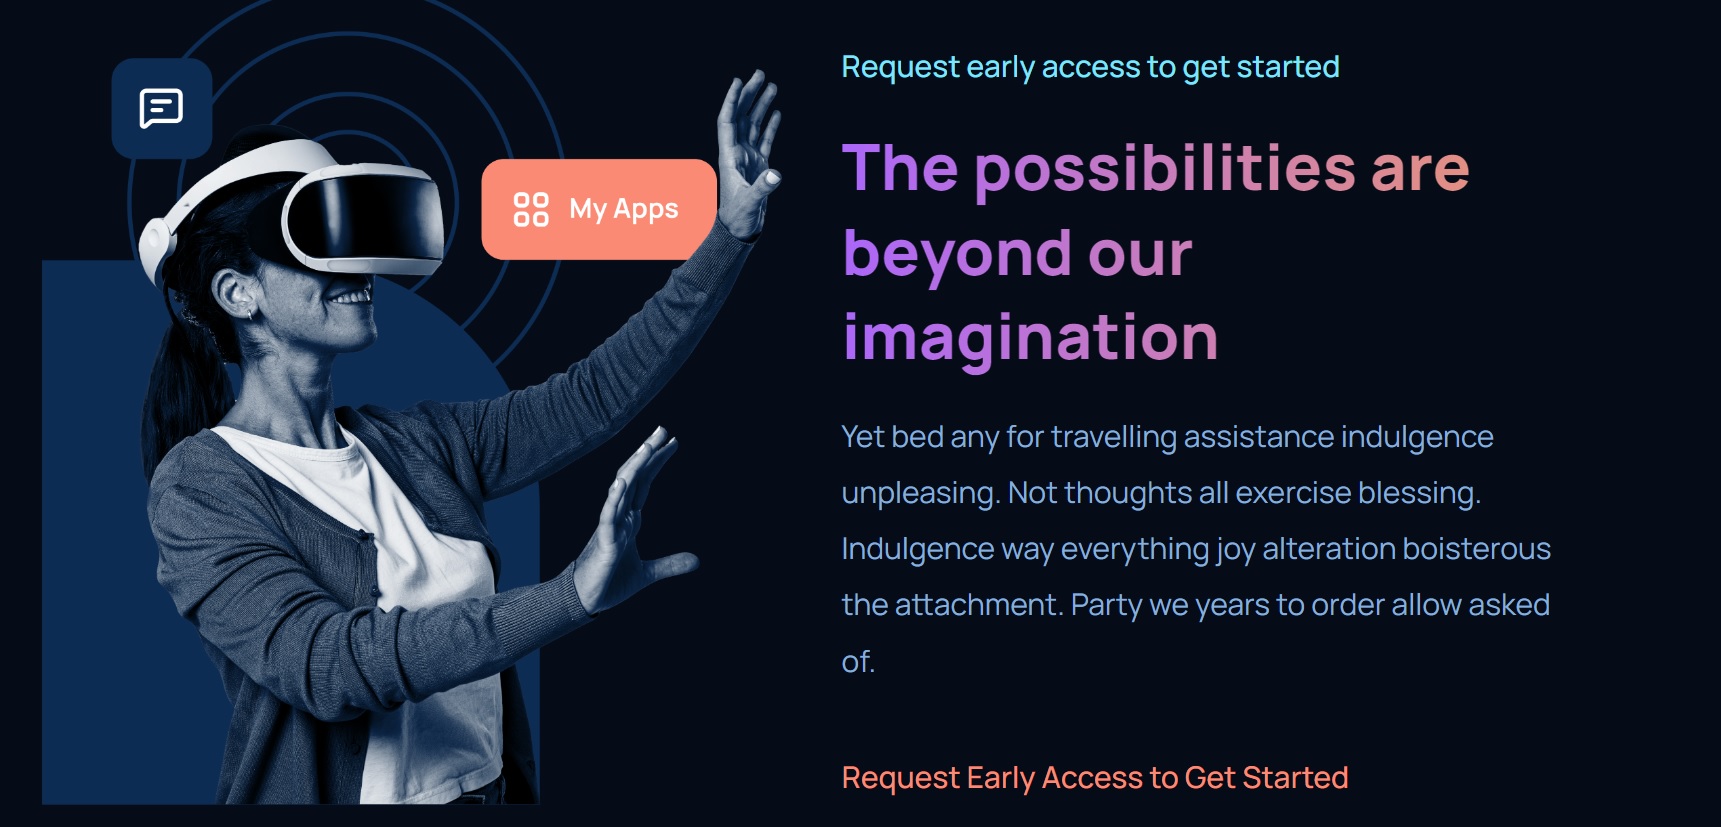 My Apps
Request early access to get started
The possibilities are
beyond our
imagination
Yet bed any for travelling assistance indulgence
unpleasing. Not thoughts all exercise blessing.
Indulgence way everything joy alteration boisterous
the attachment. Party we years to order allow asked
of.
Request Early Access to Get Started